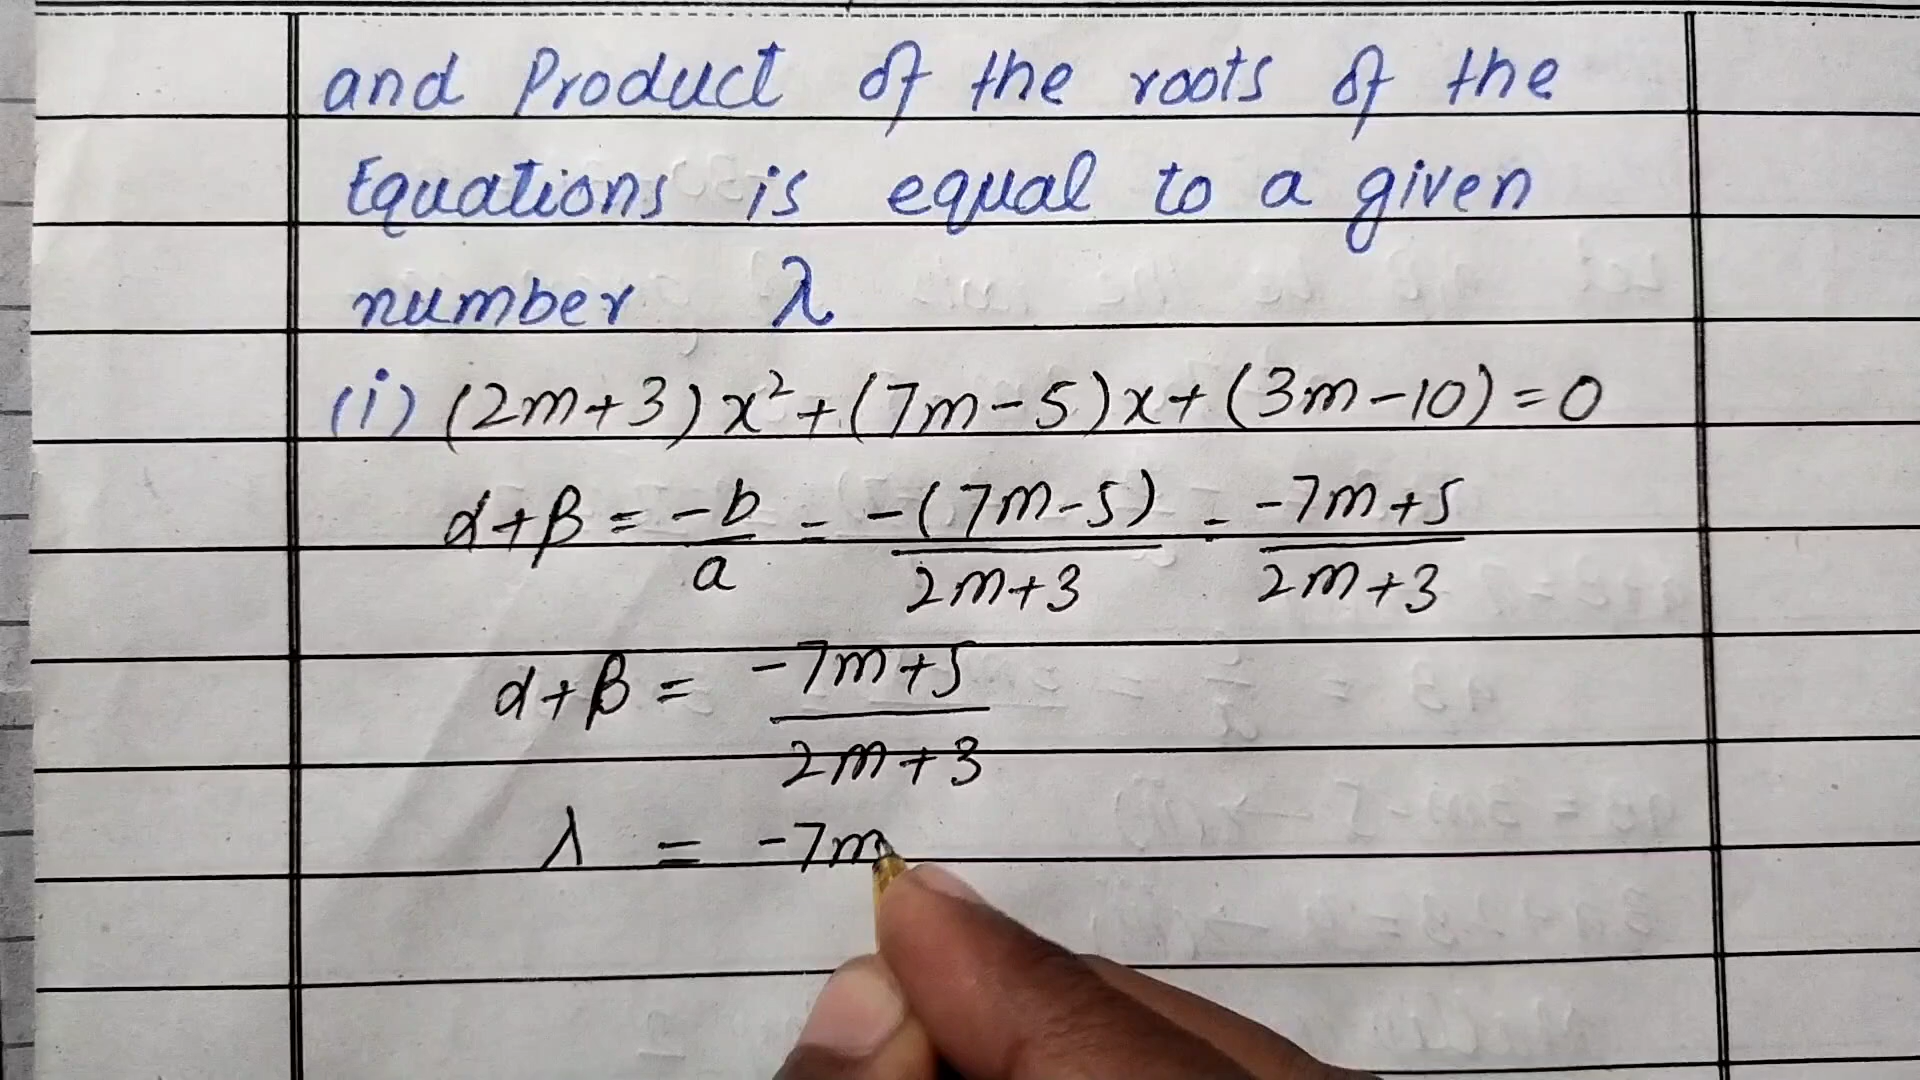 and Product of the roots of the
Equations is equal to a given
number λ
(i) (2m+3)x²+(7m-5)x+(3m-10)=0
α+β = -b/a = -(7m-5)/2m+3 = -7m+5/2m+3
α+β = -7m+5/2m+3
λ = -7m